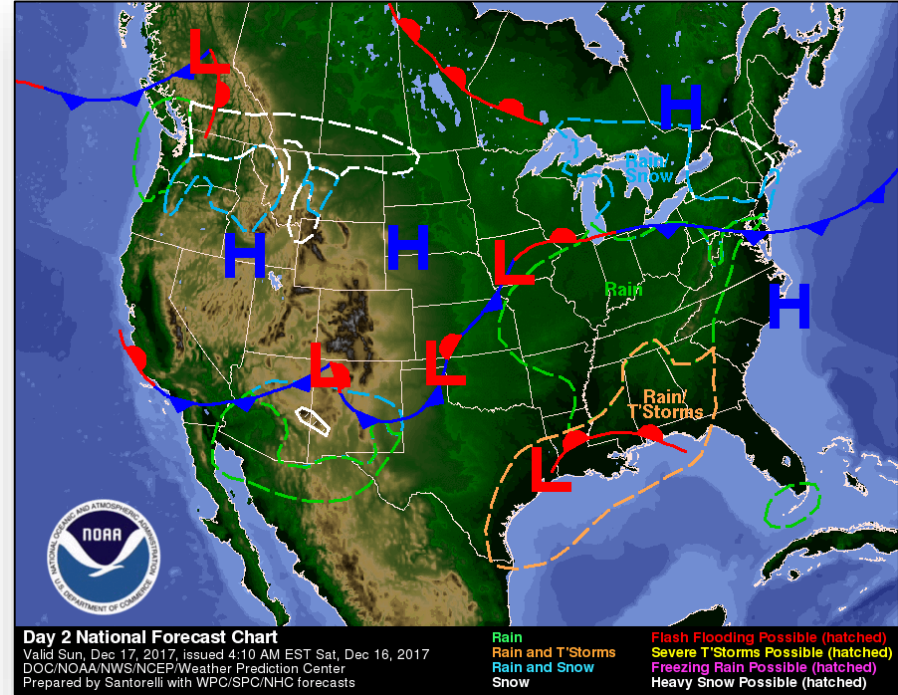 L
H
Rain/
Snow
H
H
L
Rain
H
L
L
Rain/
T'Storms
L
NATIONAL OCEANIC AND ATMOSPHERIC ADMINISTRATION
NOAA
U.S. DEPARTMENT OF COMMERCE
Day 2 National Forecast Chart
Valid Sun, Dec 17, 2017, issued 4:10 AM EST Sat, Dec 16, 2017
DOC/NOAA/NWS/NCEP/Weather Prediction Center
Prepared by Santorelli with WPC/SPC/NHC forecasts
Rain
Rain and T'Storms
Rain and Snow
Snow
Flash Flooding Possible (hatched)
Severe T'Storms Possible (hatched)
Freezing Rain Possible (hatched)
Heavy Snow Possible (hatched)